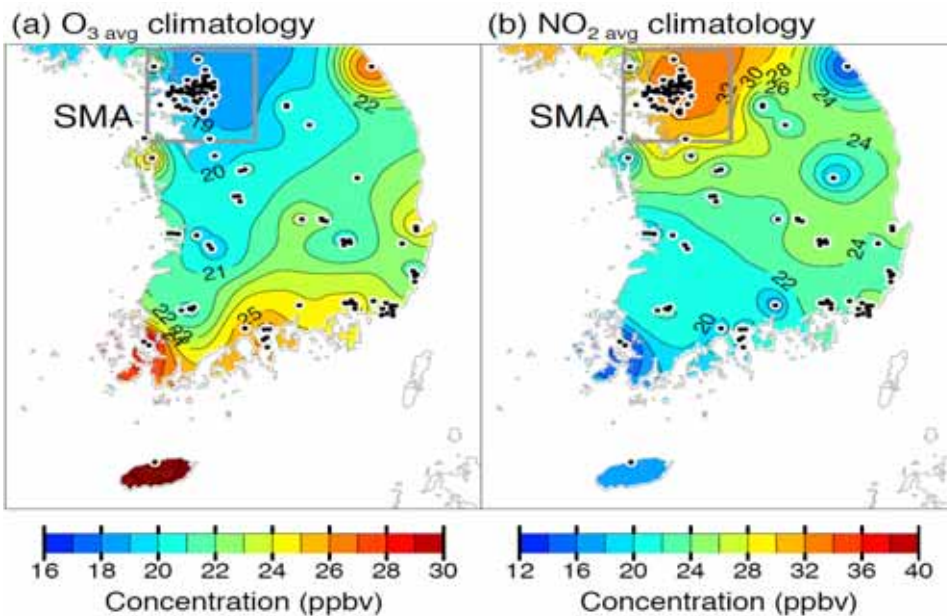 (a) O3 avg climatology
22
SMA
19
20
21
22
25
16 18 20 22 24 26 28 30
Concentration (ppbv)
(b) NO2 avg climatology
32
30
28
26
24
SMA
24
24
22
20
12 16 20 24 28 32 36 40
Concentration (ppbv)